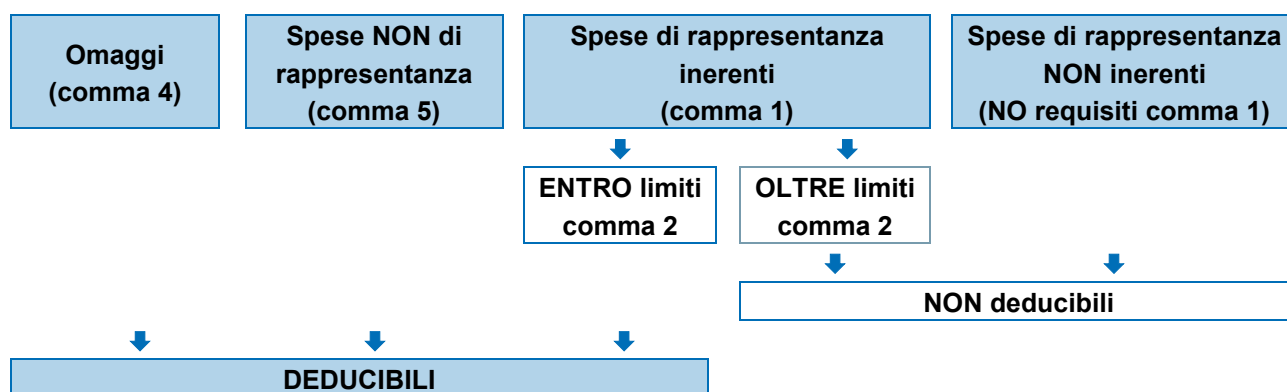 Omaggi
(comma 4)
Spese NON di
rappresentanza
(comma 5)
Spese di rappresentanza
inerenti
(comma 1)
Spese di rappresentanza
NON inerenti
(NO requisiti comma 1)
ENTRO limiti
comma 2
OLTRE limiti
comma 2
NON deducibili
DEDUCIBILI